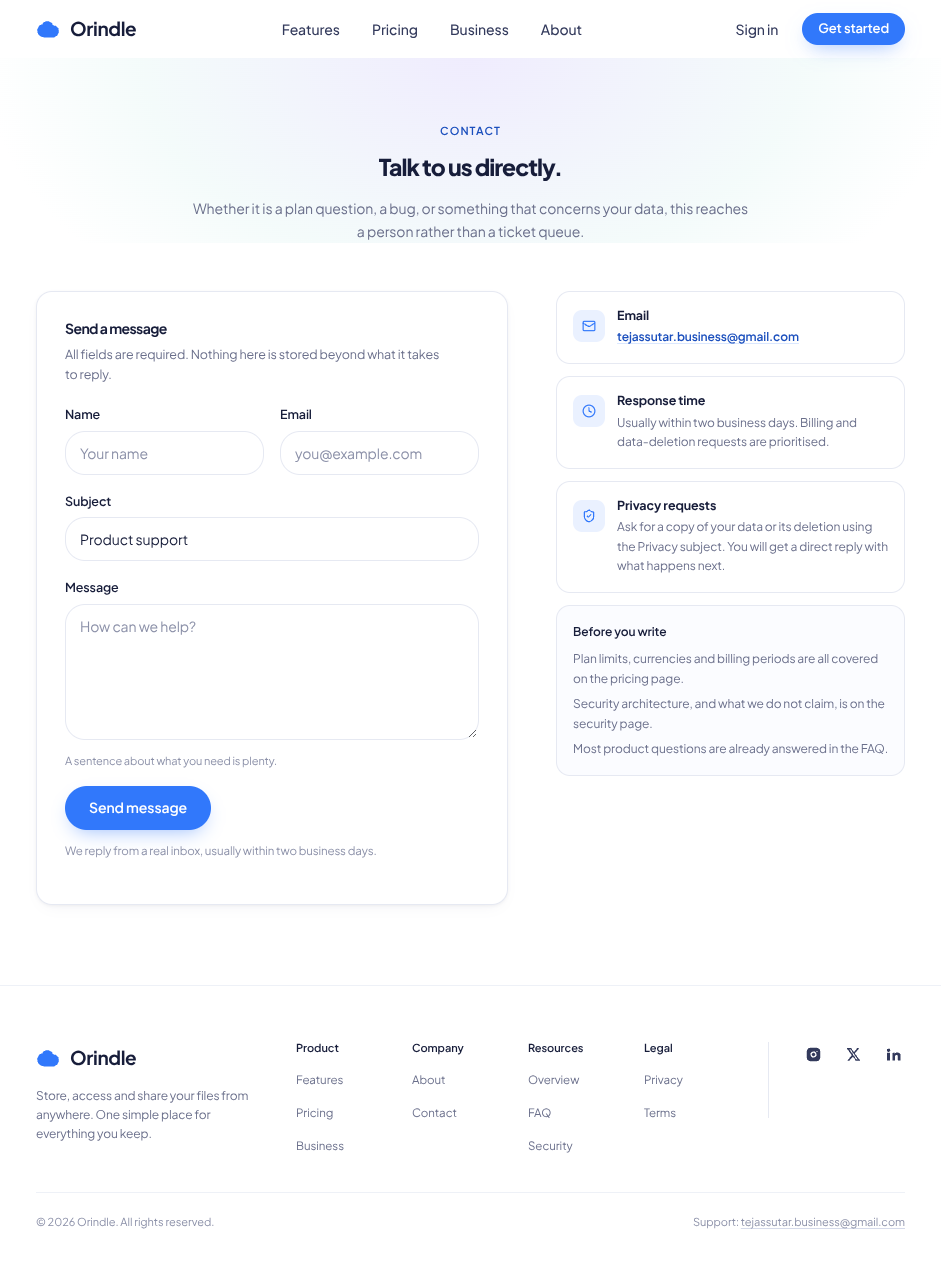 Orindle
Features
Pricing
Business
About
Sign in
Get started
CONTACT
Talk to us directly.
Whether it is a plan question, a bug, or something that concerns your data, this reaches
a person rather than a ticket queue.
Send a message
All fields are required. Nothing here is stored beyond what it takes
to reply.
Name
Email
Your name
you@example.com
Subject
Product support
Message
How can we help?
A sentence about what you need is plenty.
Send message
We reply from a real inbox, usually within two business days.
Email
tejassutar.business@gmail.com
Response time
Usually within two business days. Billing and
data-deletion requests are prioritised.
Privacy requests
Ask for a copy of your data or its deletion using
the Privacy subject. You will get a direct reply with
what happens next.
Before you write
Plan limits, currencies and billing periods are all covered
on the pricing page.
Security architecture, and what we do not claim, is on the
security page.
Most product questions are already answered in the FAQ.
Orindle
Store, access and share your files from
anywhere. One simple place for
everything you keep.
Product
Features
Pricing
Business
Company
About
Contact
Resources
Overview
FAQ
Security
Legal
Privacy
Terms
© 2026 Orindle. All rights reserved.
Support: tejassutar.business@gmail.com